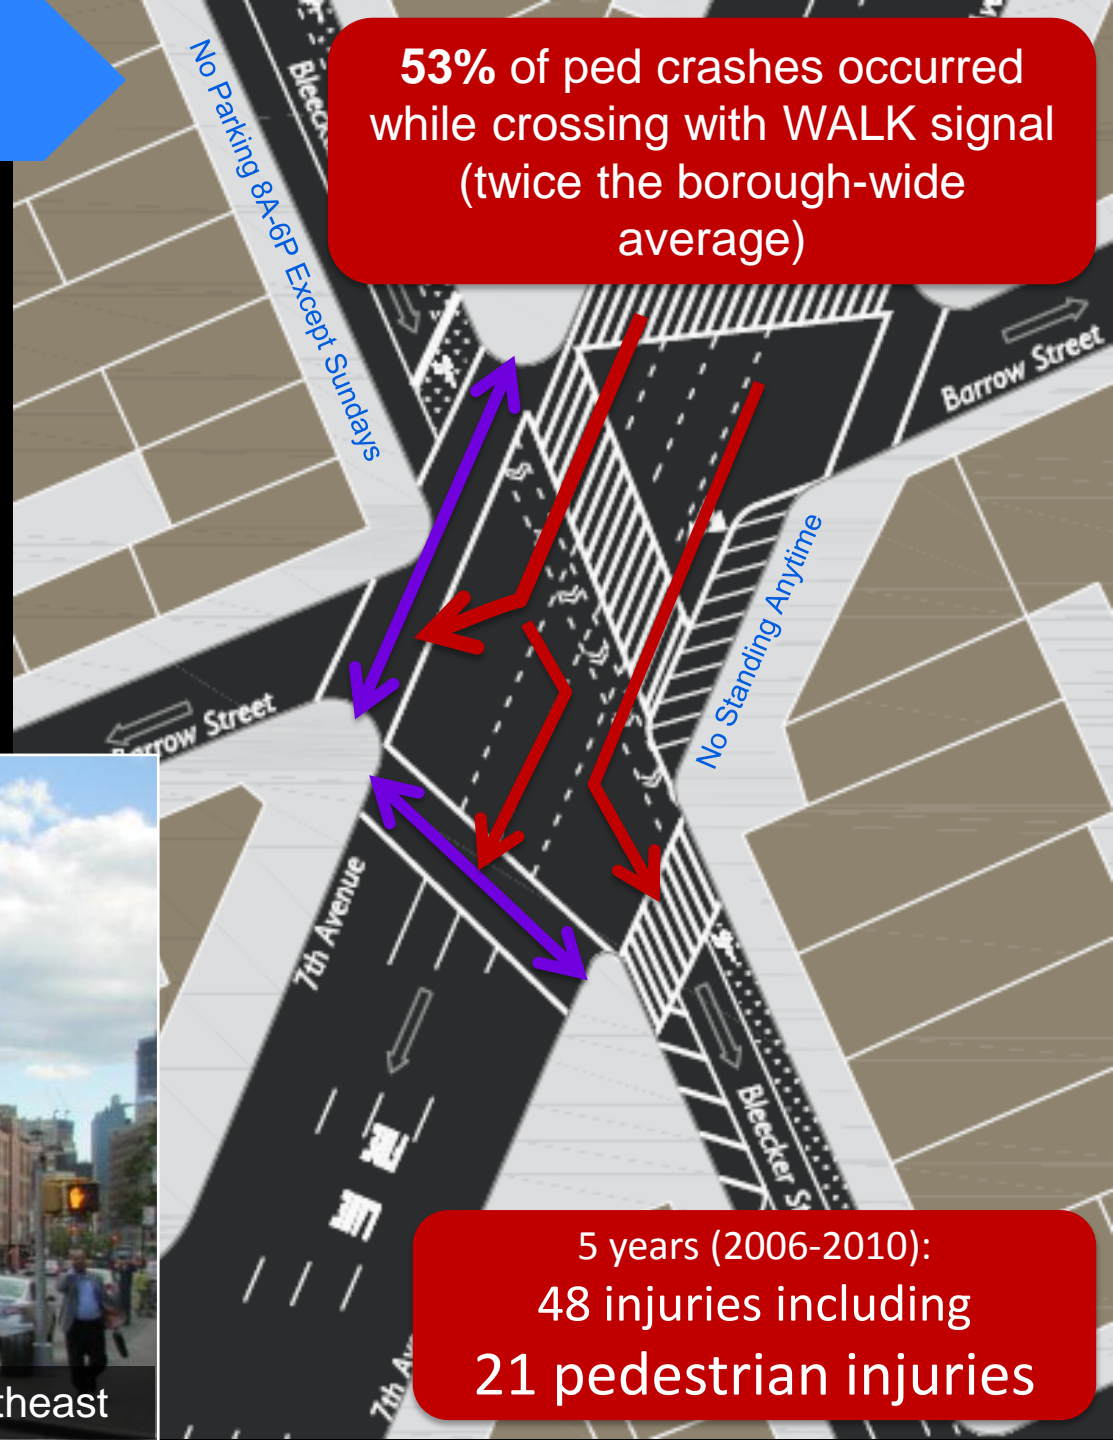 53% of ped crashes occurred
while crossing with WALK signal
(twice the borough-wide
average)
No Parking 8A-6P Except Sundays
Barrow Street
No Standing Anytime
Barrow Street
7th Avenue
Bleecker St
5 years (2006-2010):
48 injuries including
21 pedestrian injuries
7th Av
theast